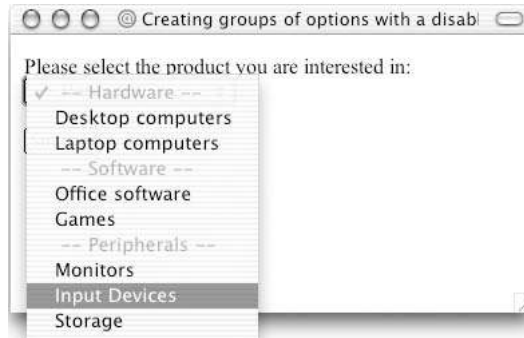 Creating groups of options with a disabl
Please select the product you are interested in:
-- Hardware --
Desktop computers
Laptop computers
-- Software --
Office software
Games
-- Peripherals --
Monitors
Input Devices
Storage